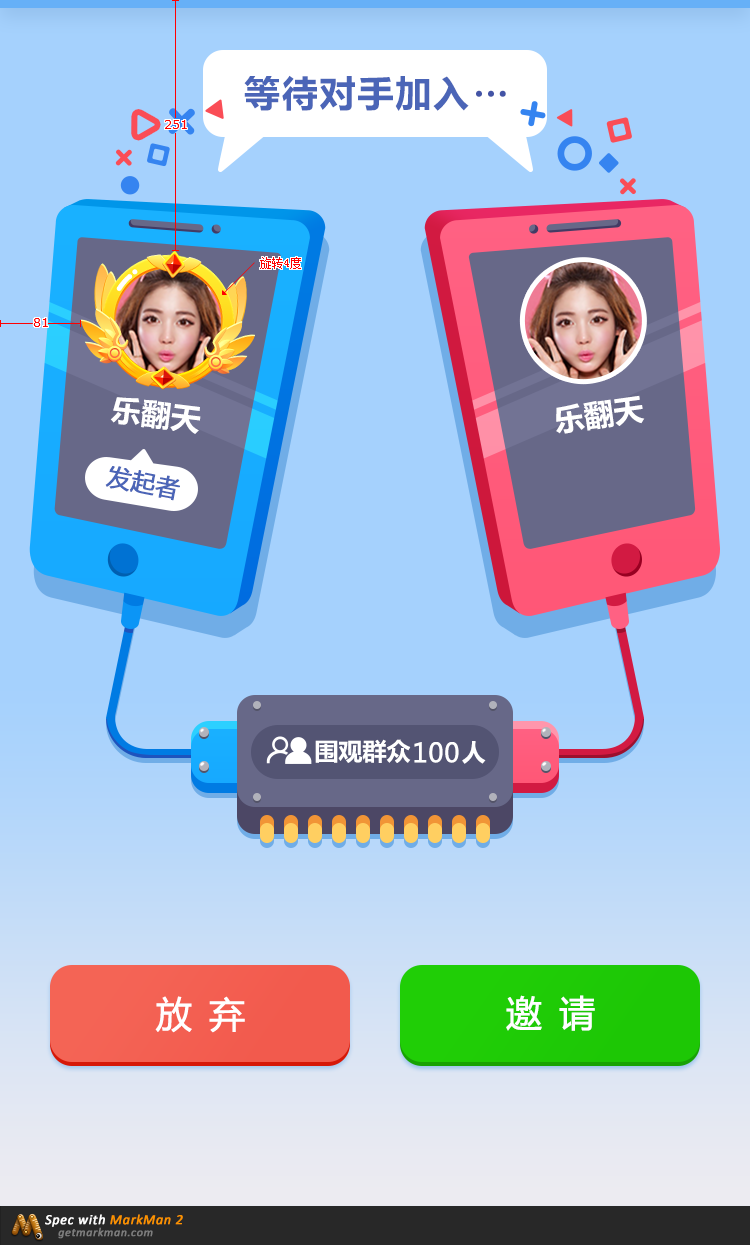 等待对手加入…
251
旋转4度
81
乐翻天
乐翻天
发起者
围观群众100人
放弃
邀请
Spec with MarkMan 2
getmarkman.com